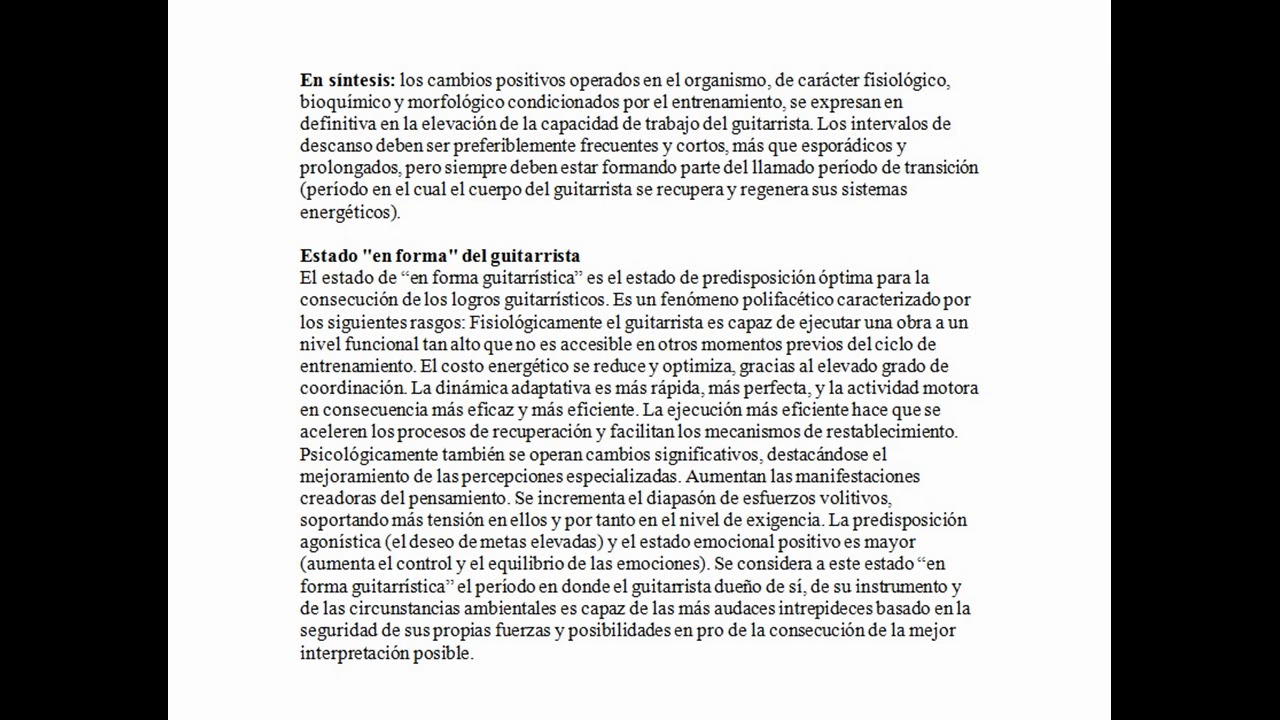 En síntesis: los cambios positivos operados en el organismo, de carácter fisiológico,
bioquímico y morfológico condicionados por el entrenamiento, se expresan en
definitiva en la elevación de la capacidad de trabajo del guitarrista. Los intervalos de
descanso deben ser preferiblemente frecuentes y cortos, más que esporádicos y
prolongados, pero siempre deben estar formando parte del llamado período de transición
(período en el cual el cuerpo del guitarrista se recupera y regenera sus sistemas
energéticos).
Estado "en forma" del guitarrista
El estado de “en forma guitarrística” es el estado de predisposición óptima para la
consecución de los logros guitarrísticos. Es un fenómeno polifacético caracterizado por
los siguientes rasgos: Fisiológicamente el guitarrista es capaz de ejecutar una obra a un
nivel funcional tan alto que no es accesible en otros momentos previos del ciclo de
entrenamiento. El costo energético se reduce y optimiza, gracias al elevado grado de
coordinación. La dinámica adaptativa es más rápida, más perfecta, y la actividad motora
en consecuencia más eficaz y más eficiente. La ejecución más eficiente hace que se
aceleren los procesos de recuperación y facilitan los mecanismos de restablecimiento.
Psicológicamente también se operan cambios significativos, destacándose el
mejoramiento de las percepciones especializadas. Aumentan las manifestaciones
creadoras del pensamiento. Se incrementa el diapasón de esfuerzos volitivos,
soportando más tensión en ellos y por tanto en el nivel de exigencia. La predisposición
agonística (el deseo de metas elevadas) y el estado emocional positivo es mayor
(aumenta el control y el equilibrio de las emociones). Se considera a este estado “en
forma guitarrística” el período en donde el guitarrista dueño de sí, de su instrumento y
de las circunstancias ambientales es capaz de las más audaces intrepideces basado en la
seguridad de sus propias fuerzas y posibilidades en pro de la consecución de la mejor
interpretación posible.